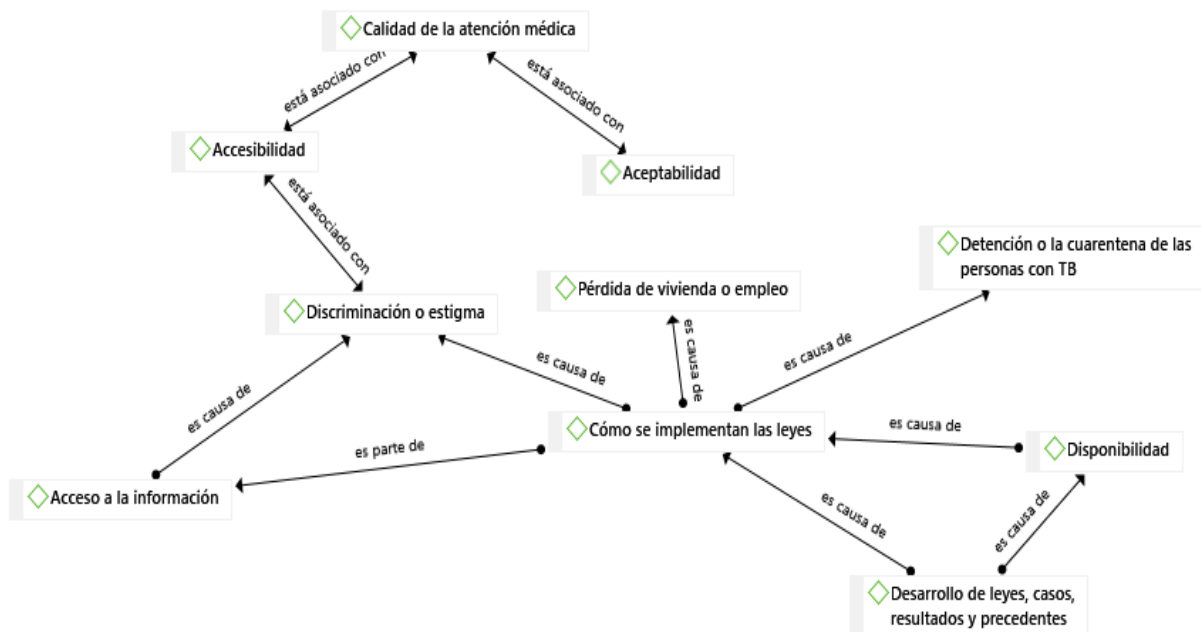 Calidad de la atención médica
está asociado con
está asociado con
Accesibilidad
Aceptabilidad
está asociado con
Detención o la cuarentena de las
personas con TB
Pérdida de vivienda o empleo
Discriminación o estigma
es causa de
es causa de
es causa de
es causa de
Cómo se implementan las leyes
es causa de
Disponibilidad
es parte de
Acceso a la información
es causa de
es causa de
Desarrollo de leyes, casos,
resultados y precedentes